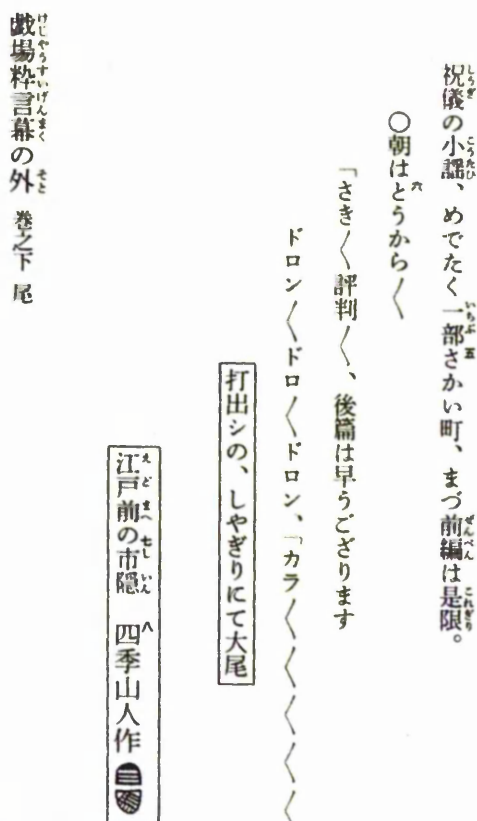 祝儀の小謡、めでたく一部さかい町、まづ前編は是限。
○朝はとうから〱
「さき〱評判〱、後篇は早うござります
ドロン〱ドロ〱ドロン、「カラ〱〱〱〱〱
打出シの、しやぎりにて大尾
江戸前の市隠 四季山人作
戯場粋言幕の外 巻之下 尾